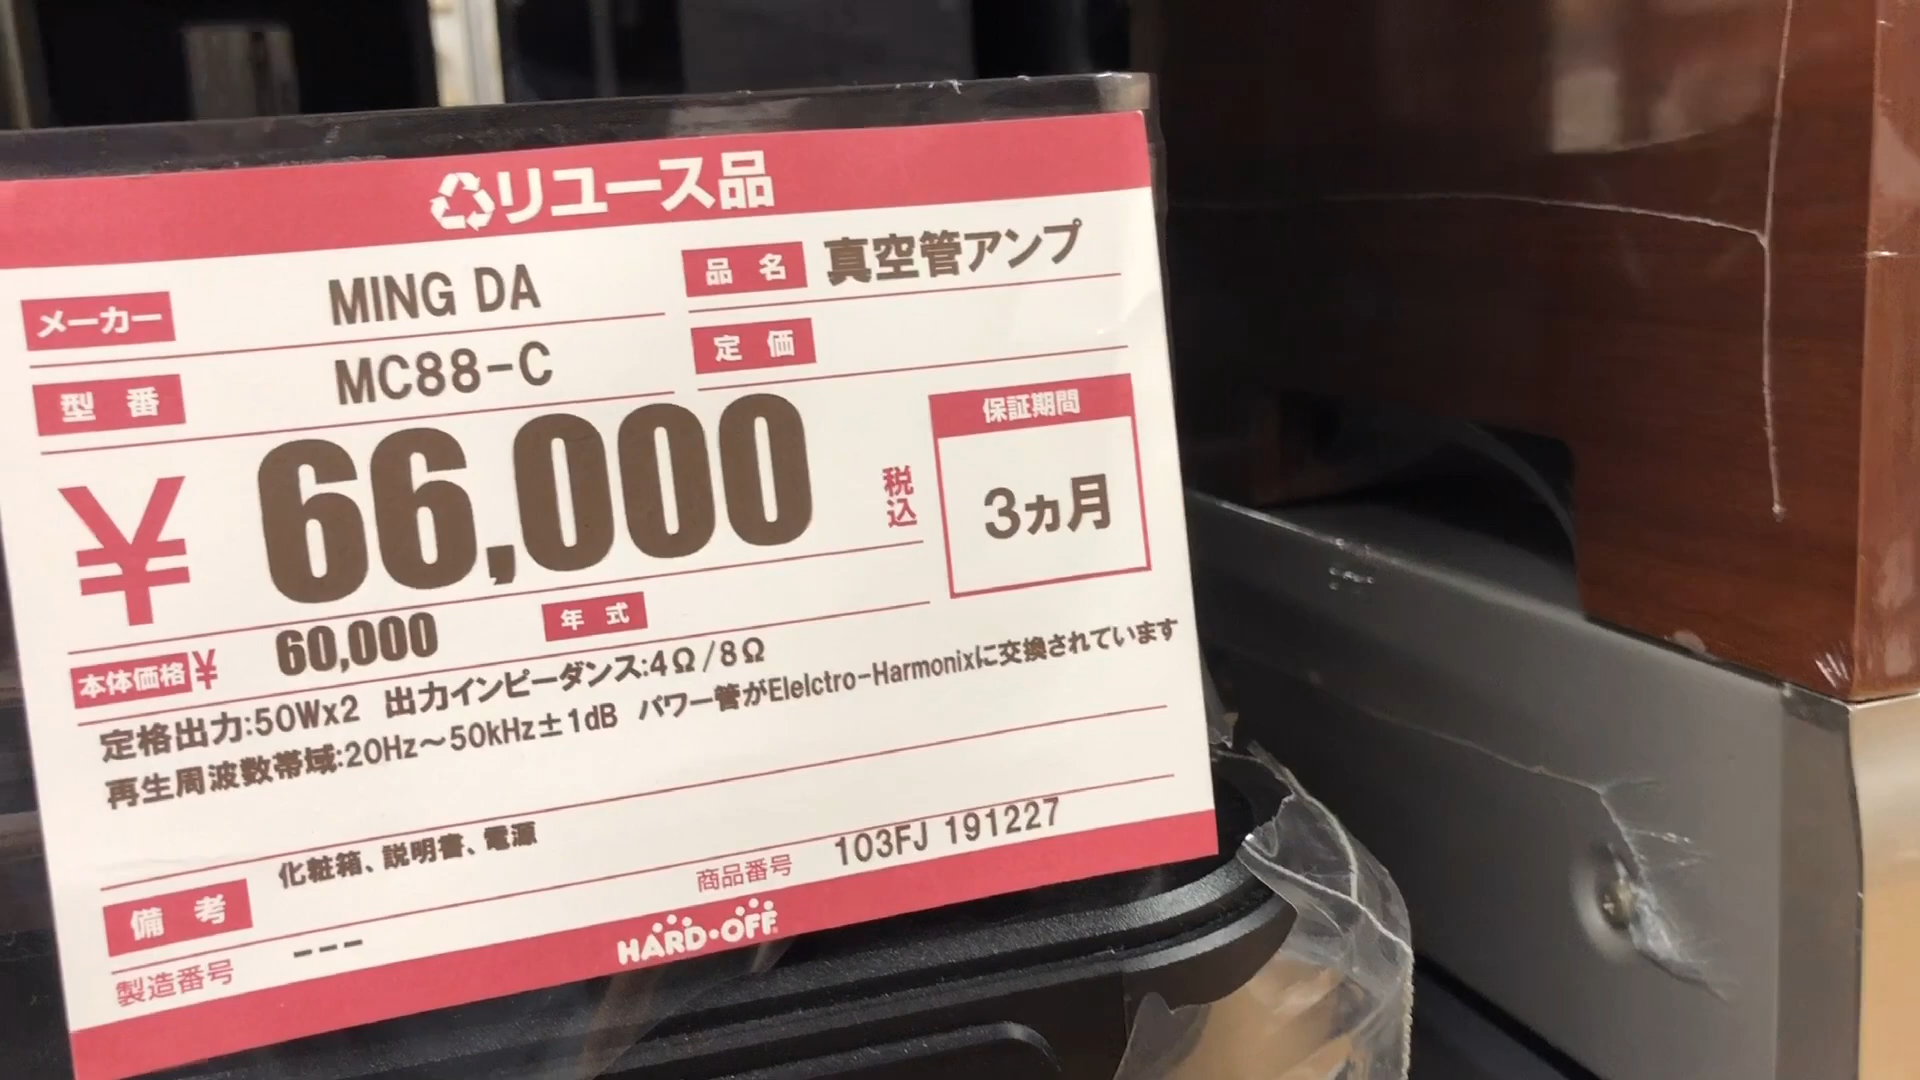 リユース品
メーカー MING DA 品名 真空管アンプ
型番 MC88-C 定価
¥66,000 税込
保証期間
3ヵ月
本体価格 ¥ 60,000 年式
定格出力:50Wx2 出力インピーダンス:4Ω/8Ω
再生周波数帯域:20Hz～50kHz±1dB パワー管がElelctro-Harmonixに交換されています
備考 化粧箱、説明書、電源
商品番号 103FJ 191227
製造番号 ---
HARD・OFF